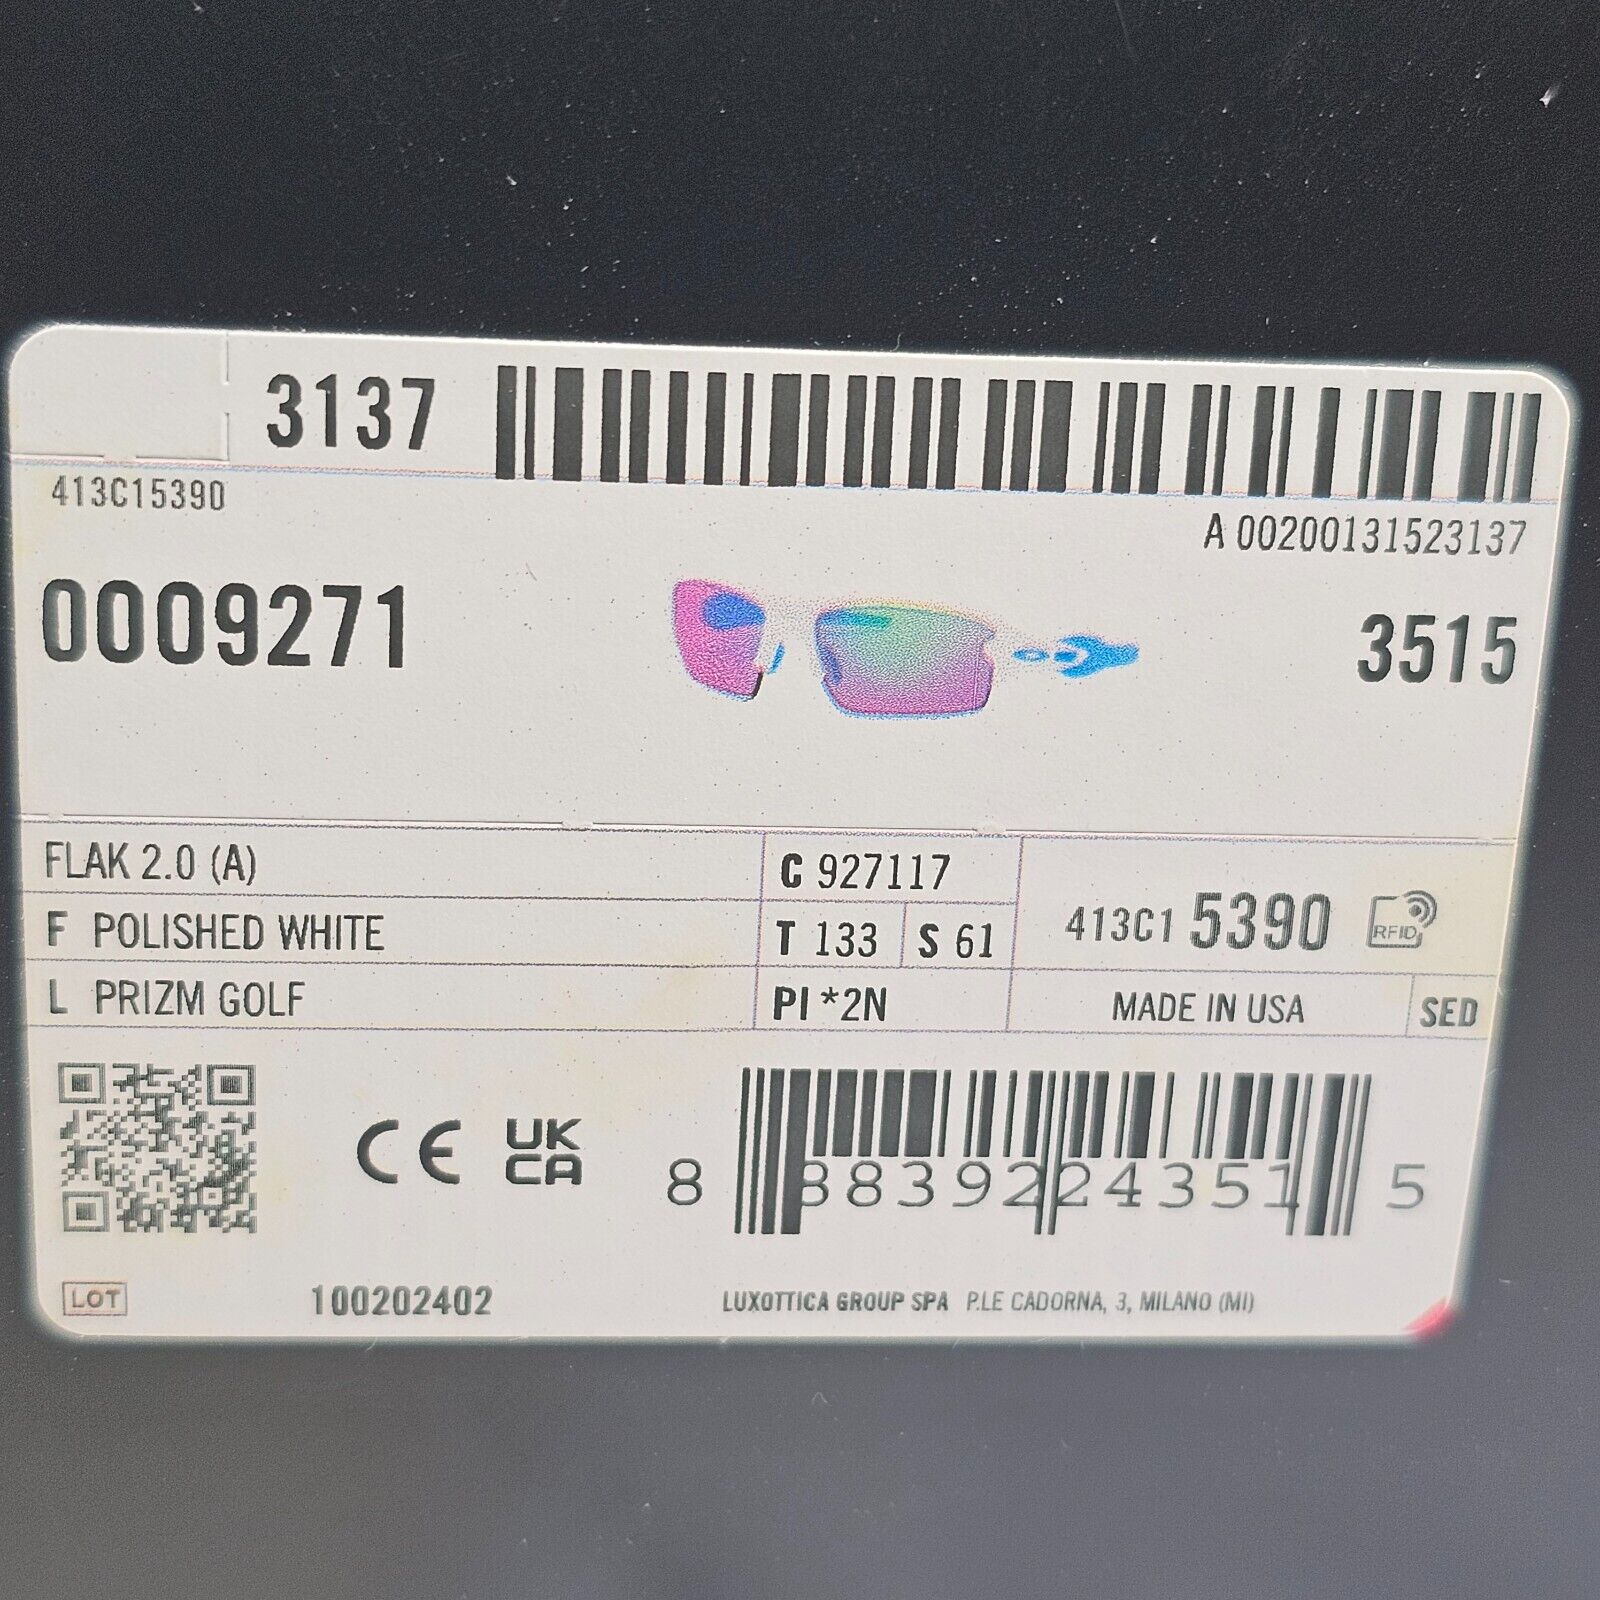 3137
413C15390
A 00200131523137
0009271
3515
FLAK 2.0 (A)
C 927117
F POLISHED WHITE
T 133
S 61
413C1 5390
RFID
L PRIZM GOLF
PI *2N
MADE IN USA
SED
CE
UK
CA
8 88392 24351 5
LOT
100202402
LUXOTTICA GROUP SPA P.LE CADORNA, 3, MILANO (MI)